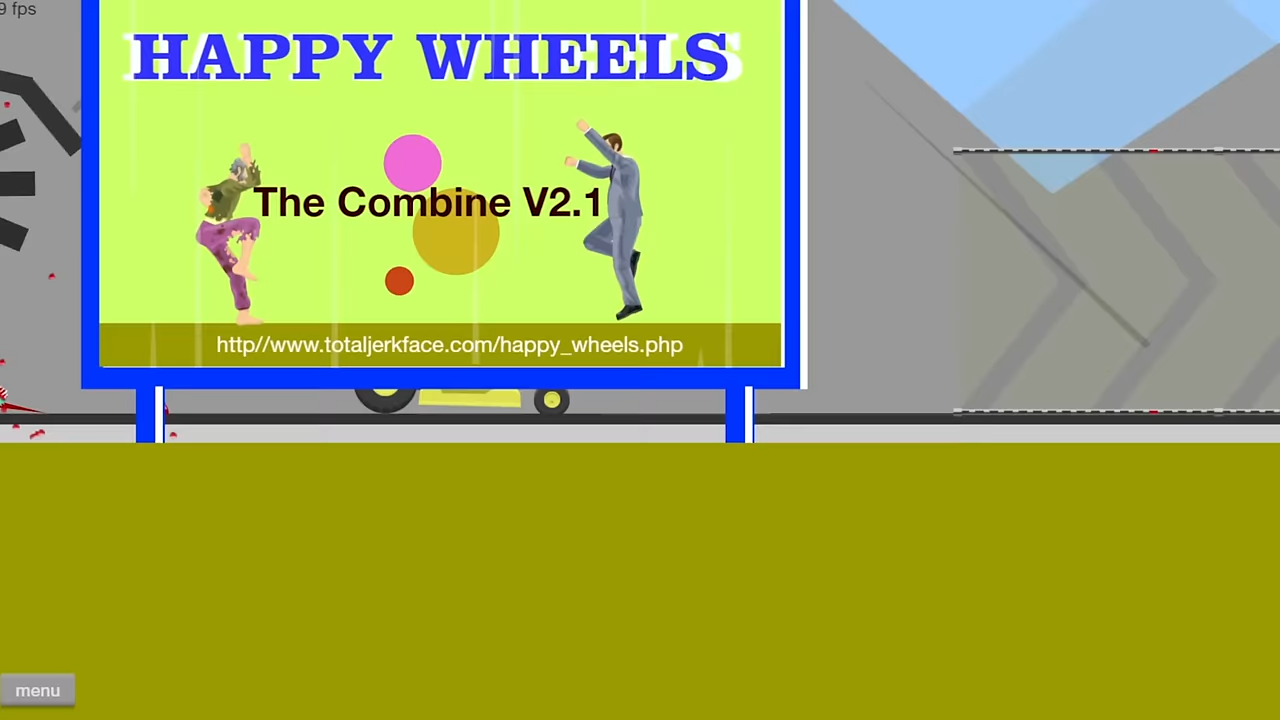 9 fps
HAPPY WHEELS
The Combine V2.1
http//www.totaljerkface.com/happy_wheels.php
menu